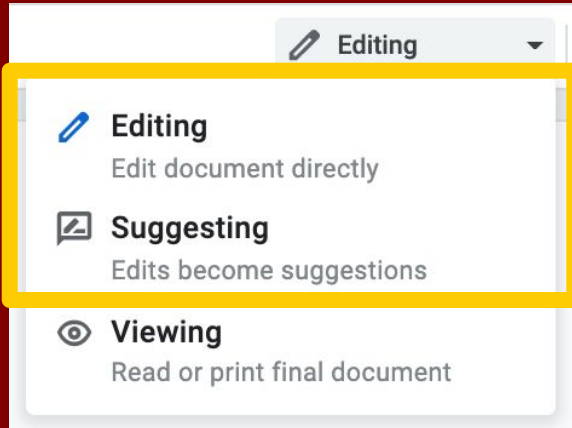 Editing
Editing
Edit document directly
Suggesting
Edits become suggestions
Viewing
Read or print final document